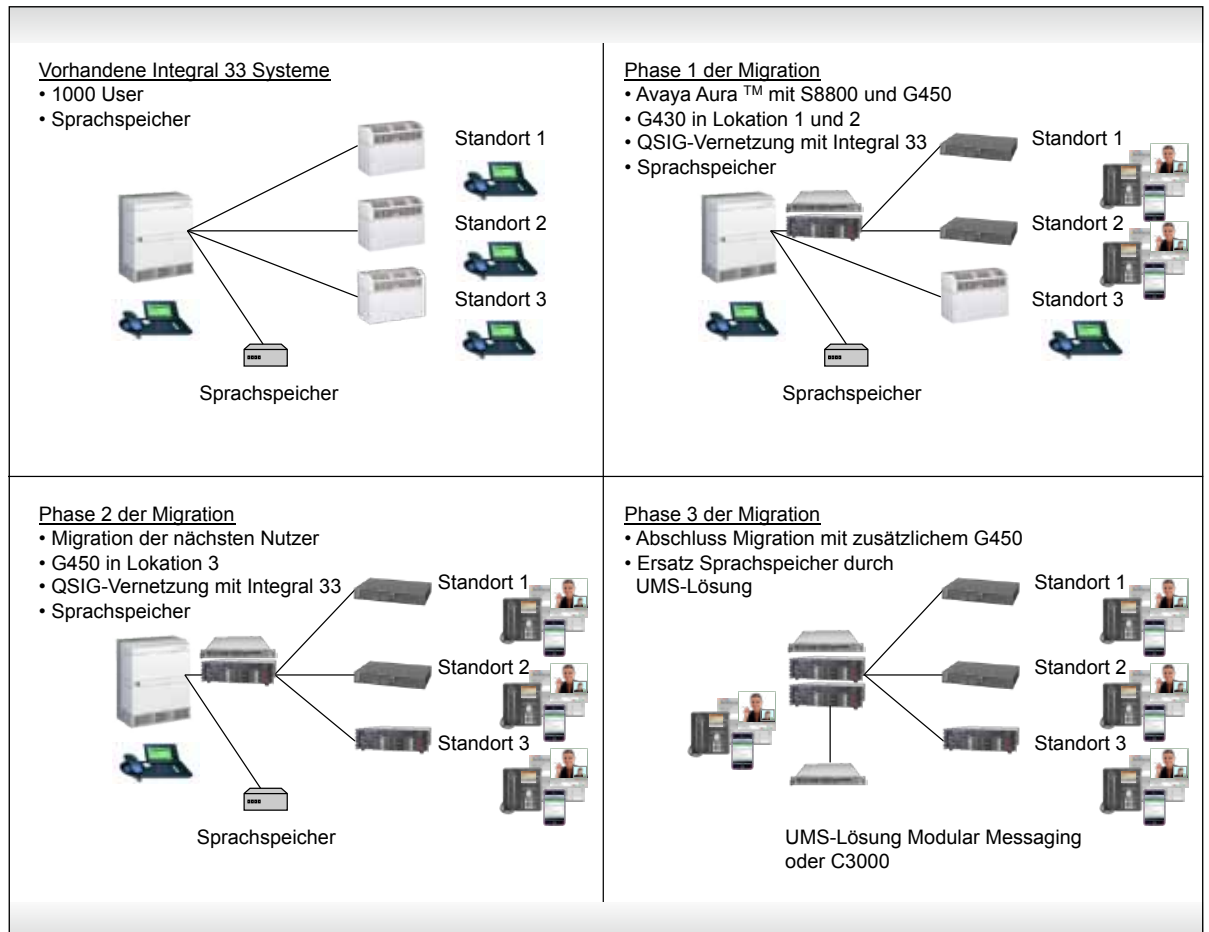 Vorhandene Integral 33 Systeme
• 1000 User
• Sprachspeicher
Standort 1
Standort 2
Standort 3
Sprachspeicher
Phase 1 der Migration
• Avaya Aura TM mit S8800 und G450
• G430 in Lokation 1 und 2
• QSIG-Vernetzung mit Integral 33
• Sprachspeicher
Standort 1
Standort 2
Standort 3
Sprachspeicher
Phase 2 der Migration
• Migration der nächsten Nutzer
• G450 in Lokation 3
• QSIG-Vernetzung mit Integral 33
• Sprachspeicher
Standort 1
Standort 2
Standort 3
Sprachspeicher
Phase 3 der Migration
• Abschluss Migration mit zusätzlichem G450
• Ersatz Sprachspeicher durch
UMS-Lösung
Standort 1
Standort 2
Standort 3
UMS-Lösung Modular Messaging
oder C3000